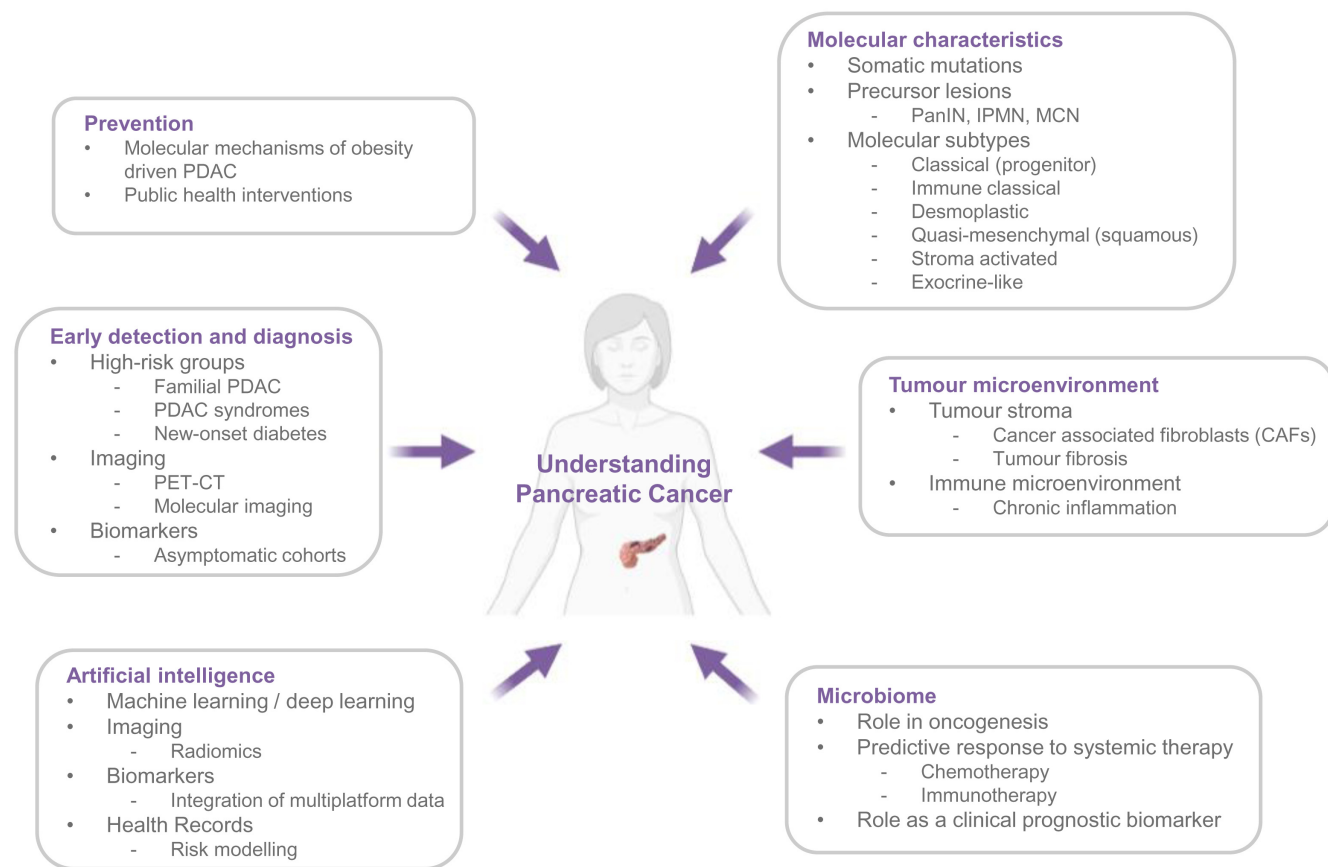 Prevention
• Molecular mechanisms of obesity
driven PDAC
• Public health interventions
Molecular characteristics
• Somatic mutations
• Precursor lesions
- PanIN, IPMN, MCN
• Molecular subtypes
- Classical (progenitor)
- Immune classical
- Desmoplastic
- Quasi-mesenchymal (squamous)
- Stroma activated
- Exocrine-like
Early detection and diagnosis
• High-risk groups
- Familial PDAC
- PDAC syndromes
- New-onset diabetes
• Imaging
- PET-CT
- Molecular imaging
• Biomarkers
- Asymptomatic cohorts
Understanding
Pancreatic Cancer
Tumour microenvironment
• Tumour stroma
- Cancer associated fibroblasts (CAFs)
- Tumour fibrosis
• Immune microenvironment
- Chronic inflammation
Artificial intelligence
• Machine learning / deep learning
• Imaging
- Radiomics
• Biomarkers
- Integration of multiplatform data
• Health Records
- Risk modelling
Microbiome
• Role in oncogenesis
• Predictive response to systemic therapy
- Chemotherapy
- Immunotherapy
• Role as a clinical prognostic biomarker